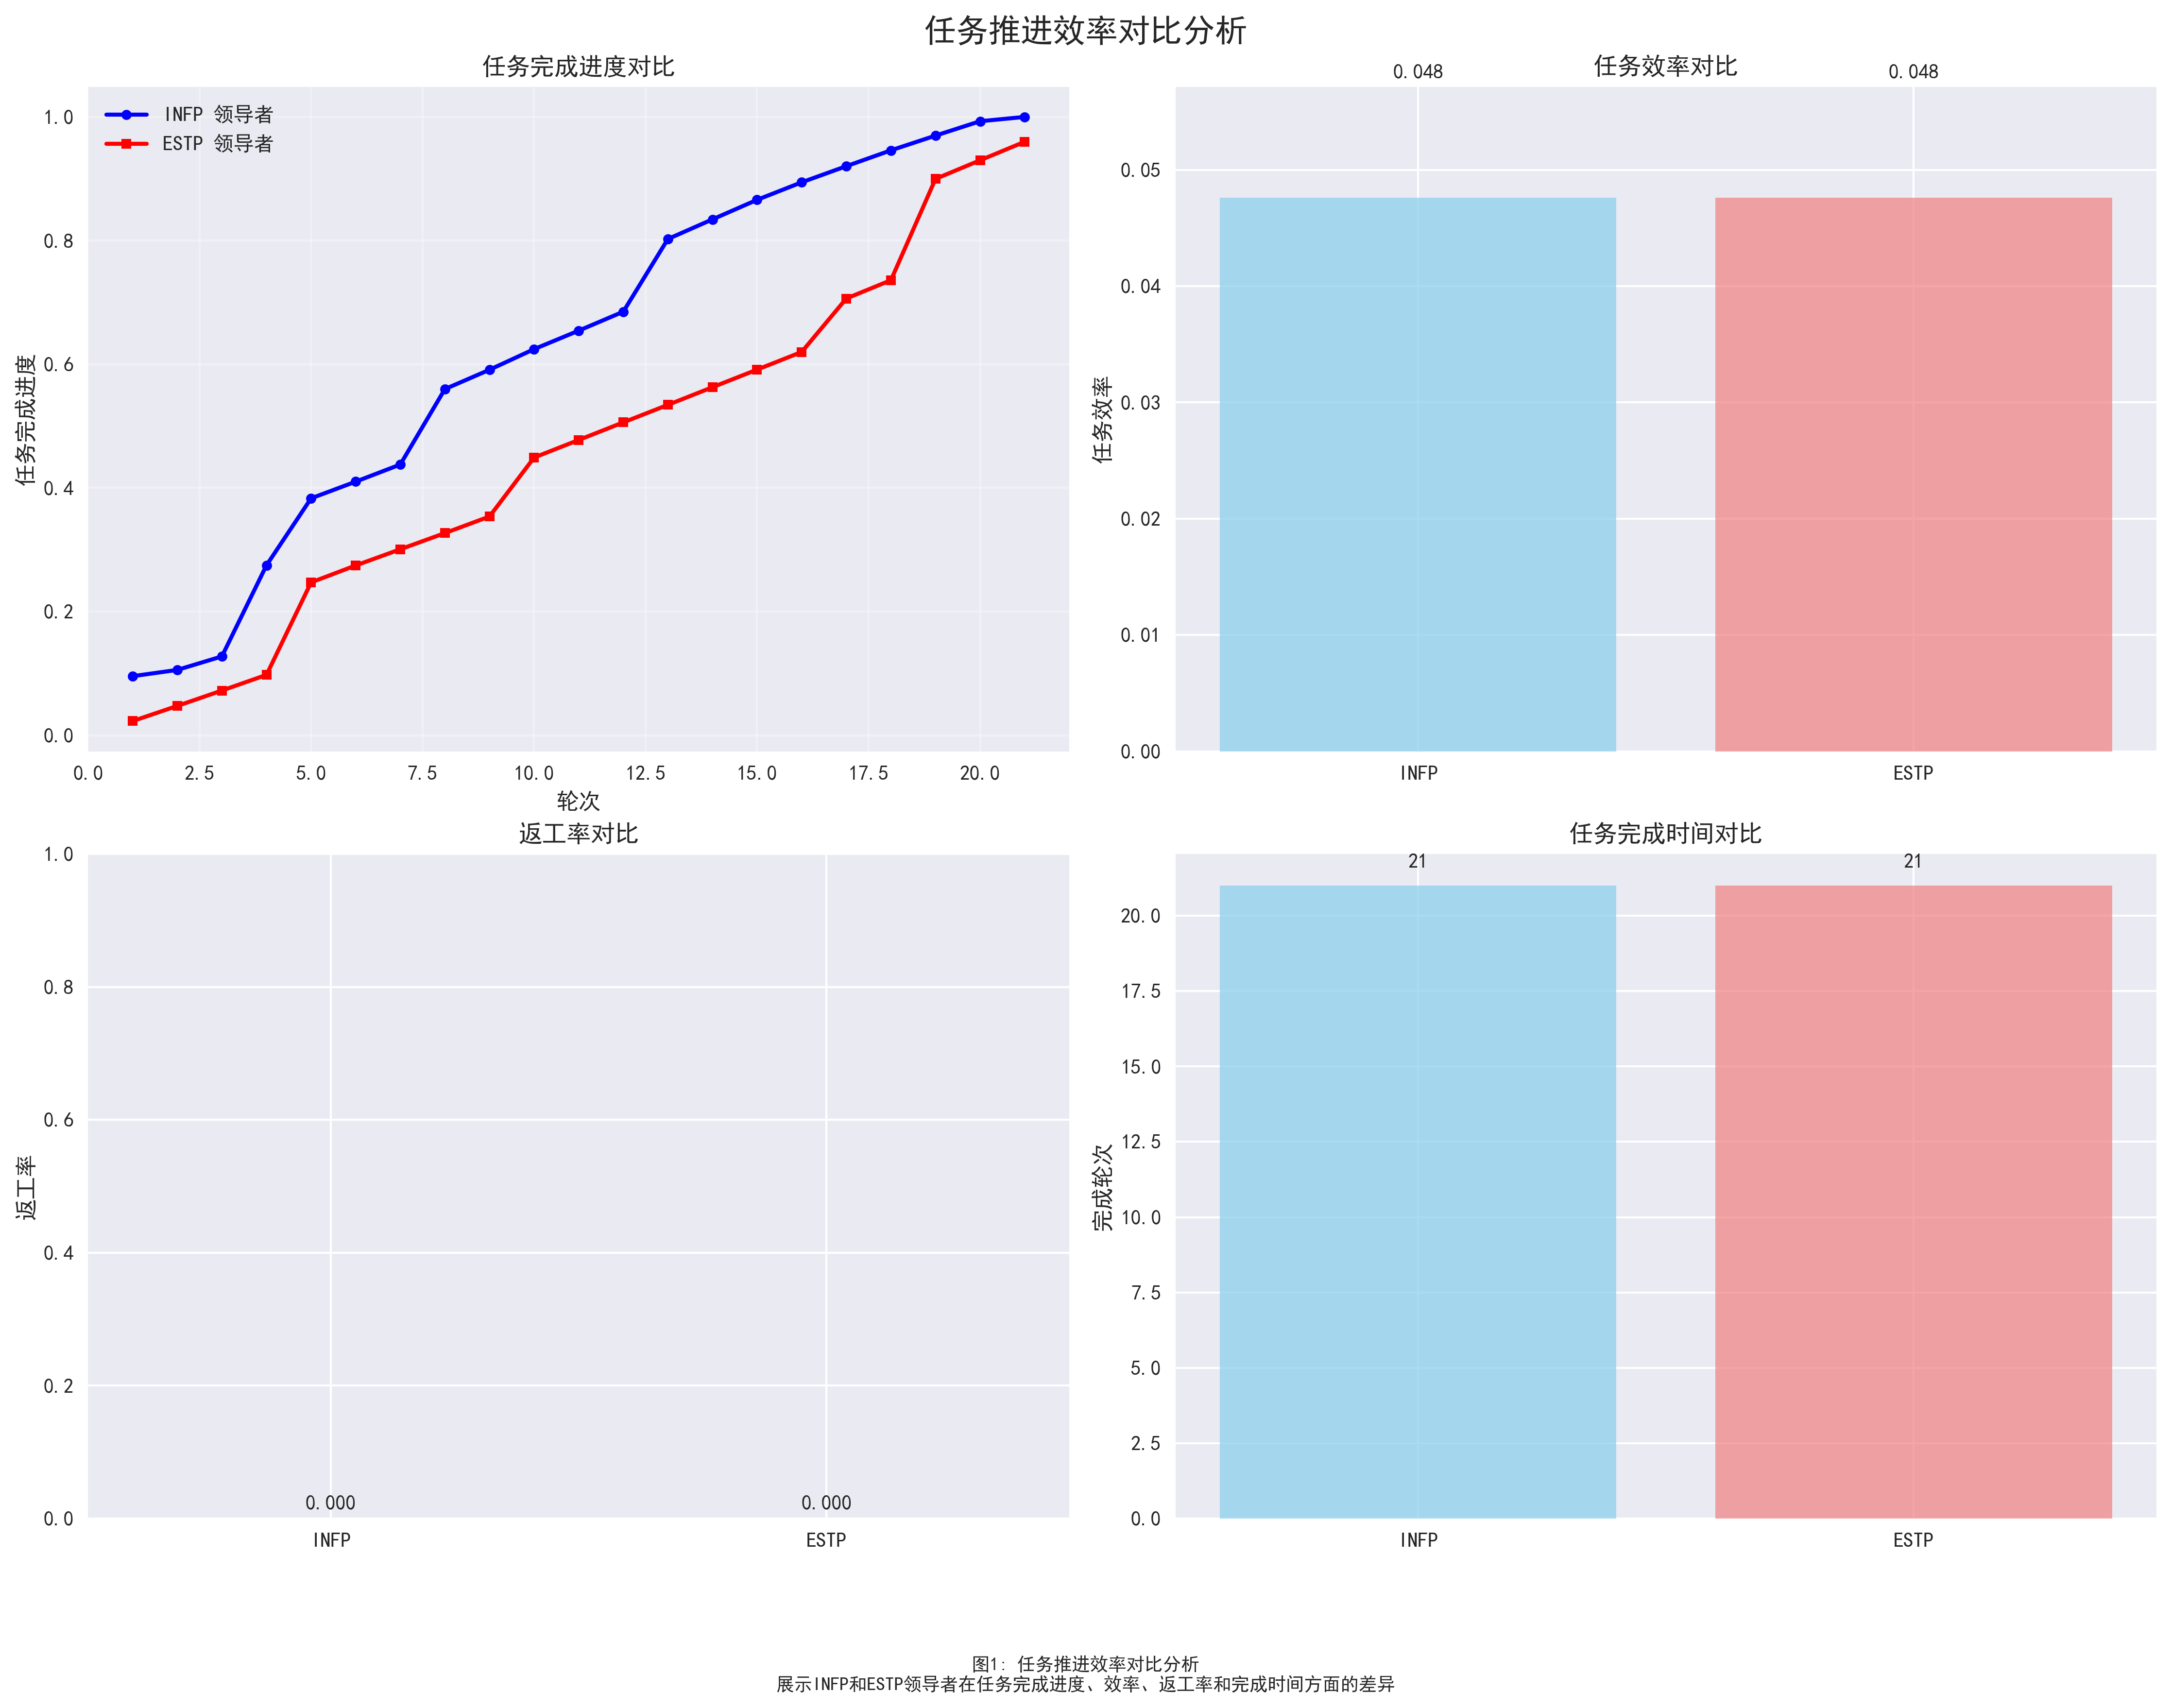 任务推进效率对比分析
任务完成进度对比
INFP 领导者
ESTP 领导者
任务完成进度
1.0
0.8
0.6
0.4
0.2
0.0
0.0 2.5 5.0 7.5 10.0 12.5 15.0 17.5 20.0
轮次
任务效率对比
0.048 0.048
任务效率
0.05
0.04
0.03
0.02
0.01
0.00
INFP ESTP
返工率对比
返工率
1.0
0.8
0.6
0.4
0.2
0.0
0.000 0.000
INFP ESTP
任务完成时间对比
21 21
完成轮次
20.0
17.5
15.0
12.5
10.0
7.5
5.0
2.5
0.0
INFP ESTP
图1: 任务推进效率对比分析
展示INFP和ESTP领导者在任务完成进度、效率、返工率和完成时间方面的差异